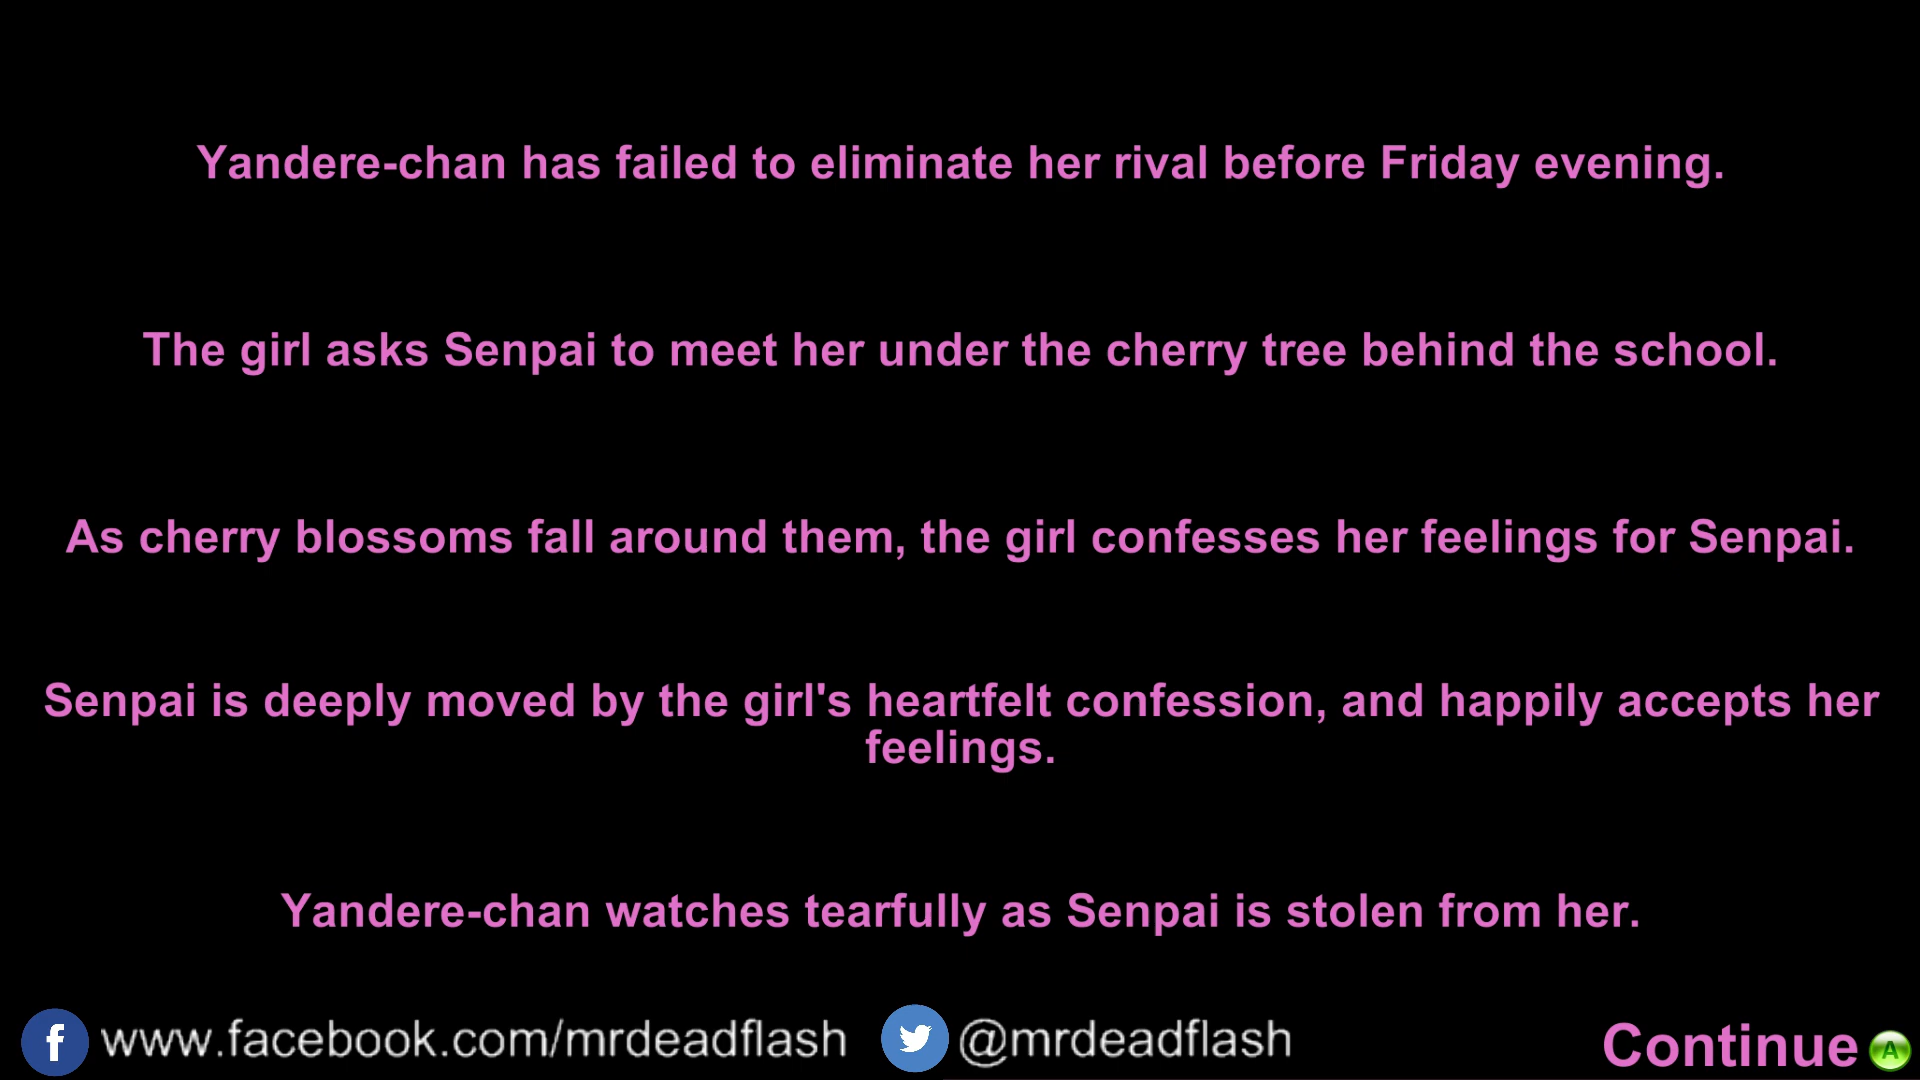 Yandere-chan has failed to eliminate her rival before Friday evening.
The girl asks Senpai to meet her under the cherry tree behind the school.
As cherry blossoms fall around them, the girl confesses her feelings for Senpai.
Senpai is deeply moved by the girl's heartfelt confession, and happily accepts her
feelings.
Yandere-chan watches tearfully as Senpai is stolen from her.
f www.facebook.com/mrdeadflash @mrdeadflash
Continue A